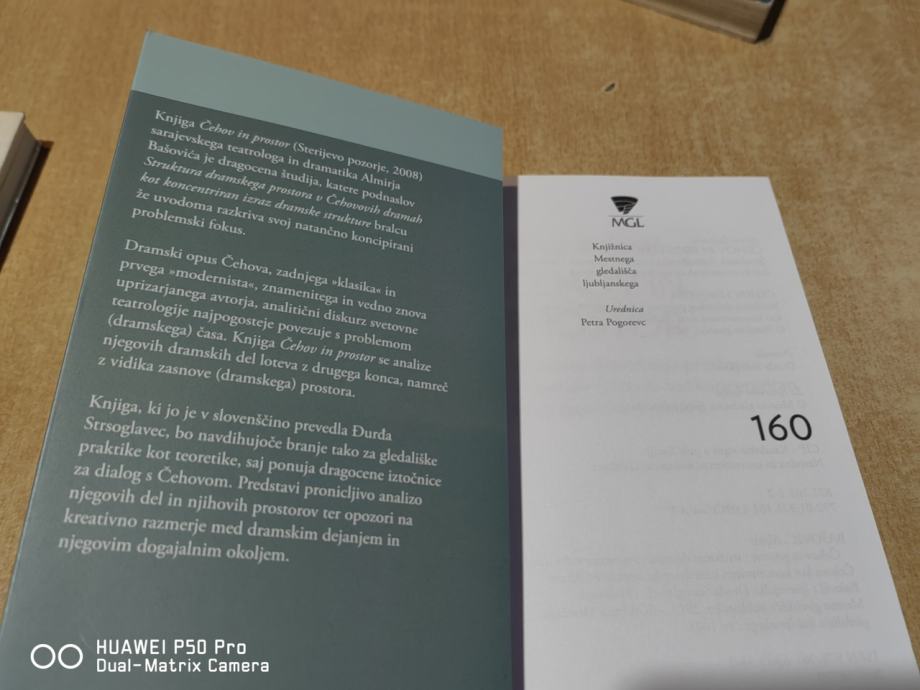 Knjiga Čehov in prostor (Sterijevo pozorje, 2008)
sarajevskega teatrologa in dramatika Almirja
Bašovića je dragocena študija, katere podnaslov
Struktura dramskega prostora v Čehovovih dramah
kot koncentriran izraz dramske strukture bralcu
že uvodoma razkriva svoj natančno koncipirani
problemski fokus.
Dramski opus Čehova, zadnjega »klasika« in
prvega »modernista«, znamenitega in vedno znova
uprizarjanega avtorja, analitični diskurz svetovne
teatrologije najpogosteje povezuje s problemom
(dramskega) časa. Knjiga Čehov in prostor se analize
njegovih dramskih del loteva z drugega konca, namreč
z vidika zasnove (dramskega) prostora.
Knjiga, ki jo je v slovenščino prevedla Đurđa
Strsoglavec, bo navdihujoče branje tako za gledališke
praktike kot teoretike, saj ponuja dragocene iztočnice
za dialog s Čehovom. Predstavi pronicljivo analizo
njegovih del in njihovih prostorov ter opozori na
kreativno razmerje med dramskim dejanjem in
njegovim dogajalnim okoljem.
MGL
Knjižnica
Mestnega
gledališča
ljubljanskega
Urednica
Petra Pogorevc
160
HUAWEI P50 Pro
Dual-Matrix Camera